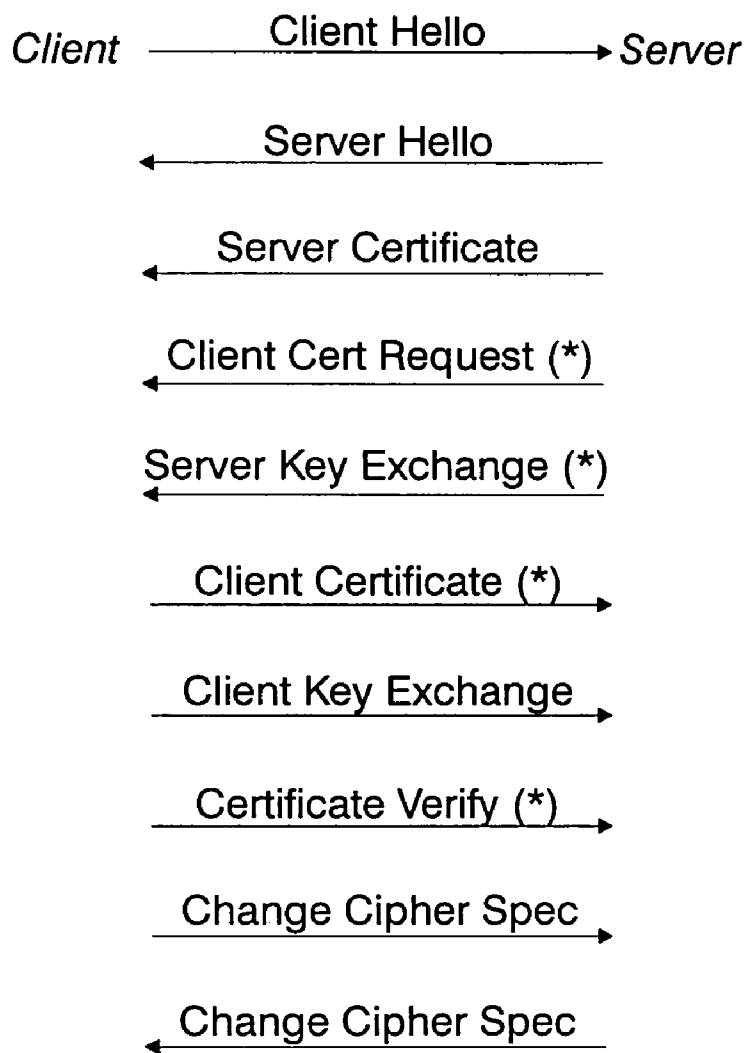 Client Client Hello Server
Server Hello
Server Certificate
Client Cert Request (*)
Server Key Exchange (*)
Client Certificate (*)
Client Key Exchange
Certificate Verify (*)
Change Cipher Spec
Change Cipher Spec